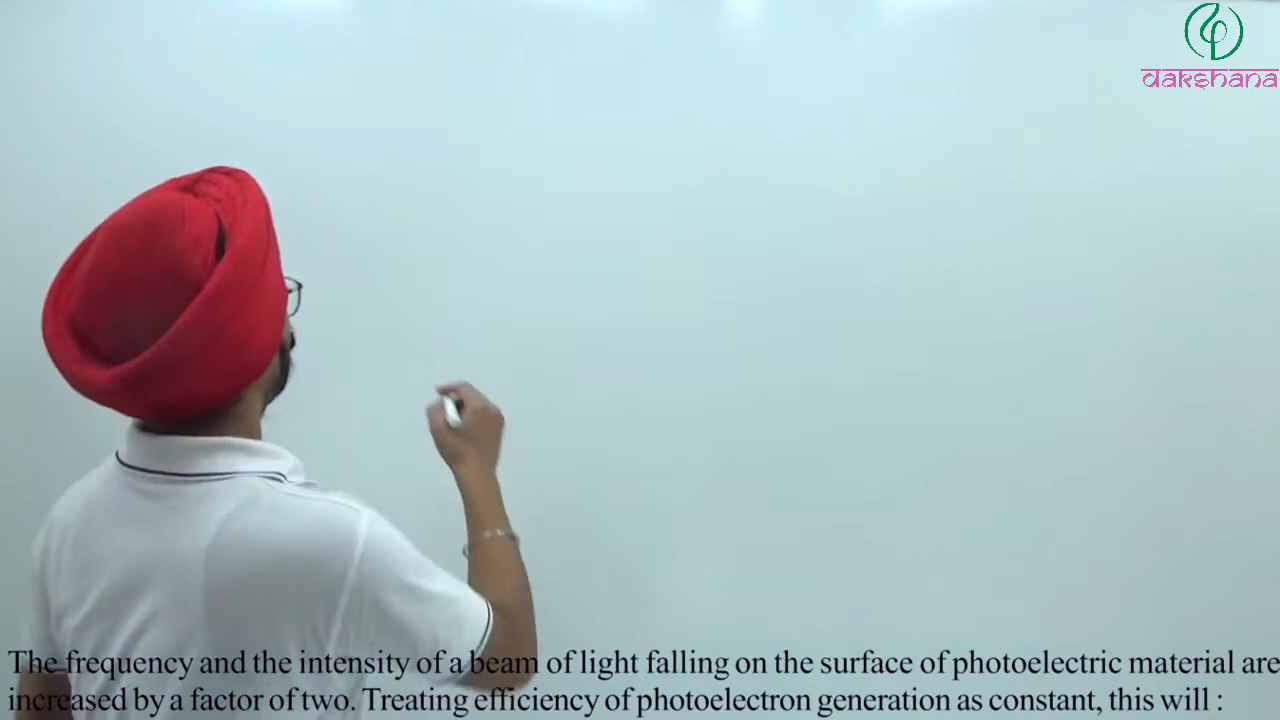 dakshana
The frequency and the intensity of a beam of light falling on the surface of photoelectric material are
increased by a factor of two. Treating efficiency of photoelectron generation as constant, this will :